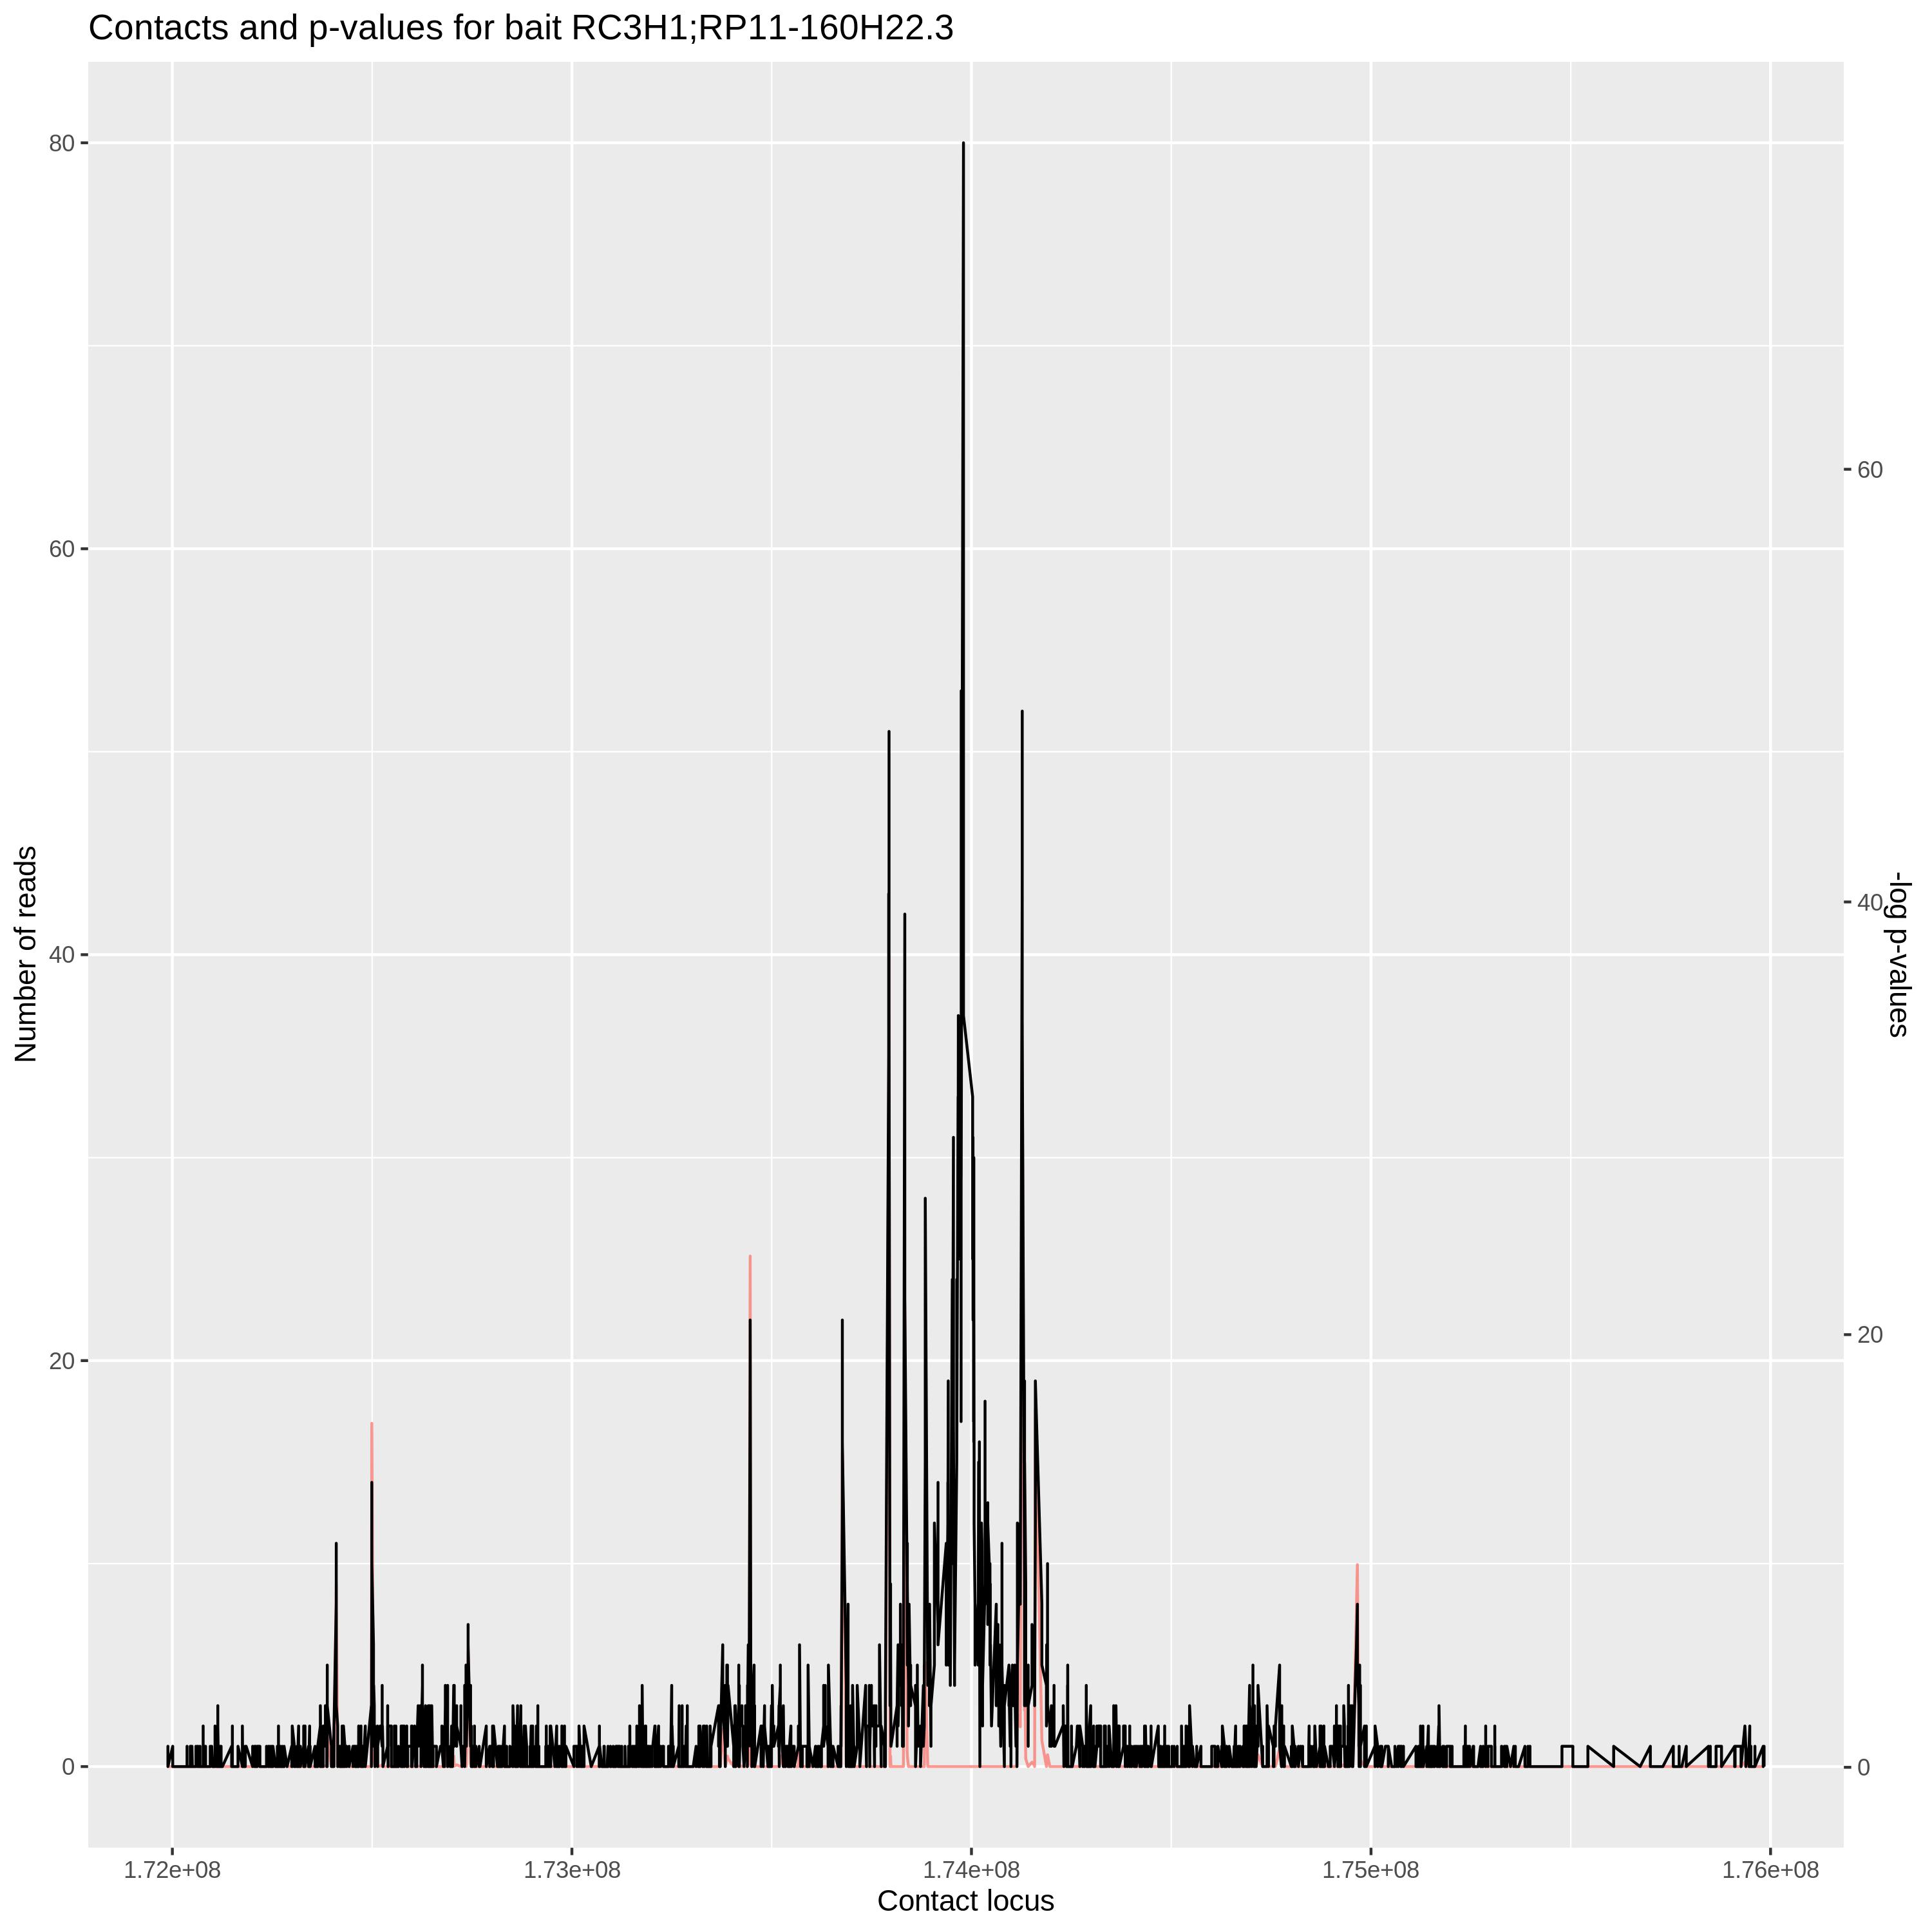 Contacts and p-values for bait RC3H1;RP11-160H22.3
80
60
40
20
0
Number of reads
60
40
20
0
-log p-values
1.72e+08
1.73e+08
1.74e+08
1.75e+08
1.76e+08
Contact locus